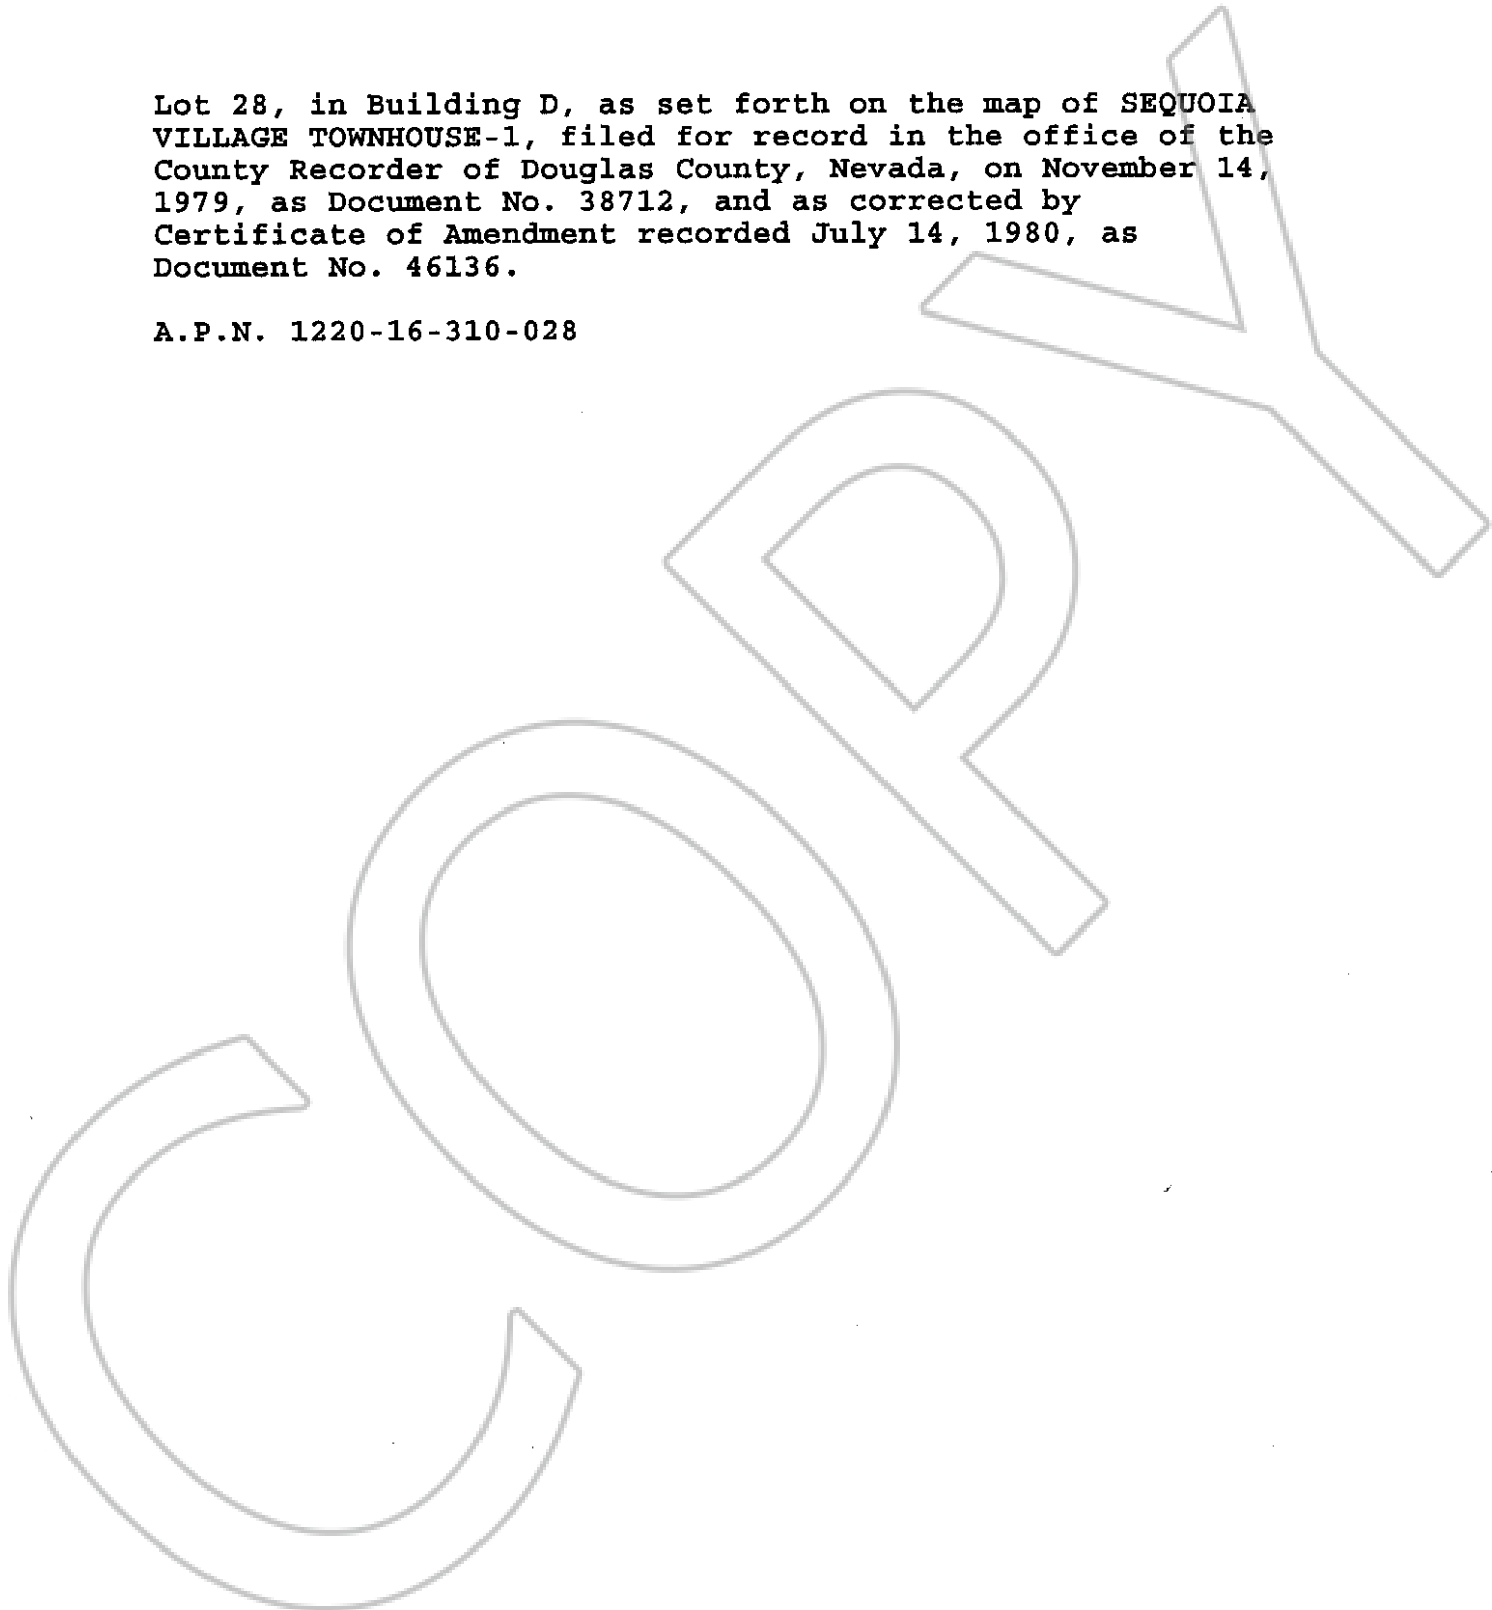 Lot 28, in Building D, as set forth on the map of SEQUOIA
VILLAGE TOWNHOUSE-1, filed for record in the office of the
County Recorder of Douglas County, Nevada, on November 14,
1979, as Document No. 38712, and as corrected by
Certificate of Amendment recorded July 14, 1980, as
Document No. 46136.
A.P.N. 1220-16-310-028
COPY